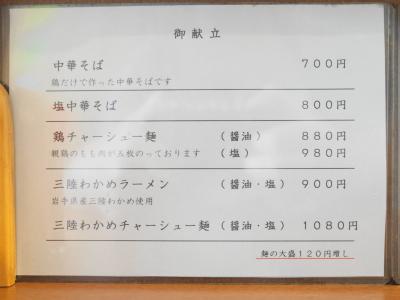 御献立
中華そば 700円
鶏だけで作った中華そばです
塩中華そば 800円
鶏チャーシュー麺 （醤油） 880円
親鶏のもも肉が五枚のっております （塩） 980円
三陸わかめラーメン （醤油・塩） 900円
岩手県産三陸わかめ使用
三陸わかめチャーシュー麺 （醤油・塩） 1080円
麺の大盛120円増し